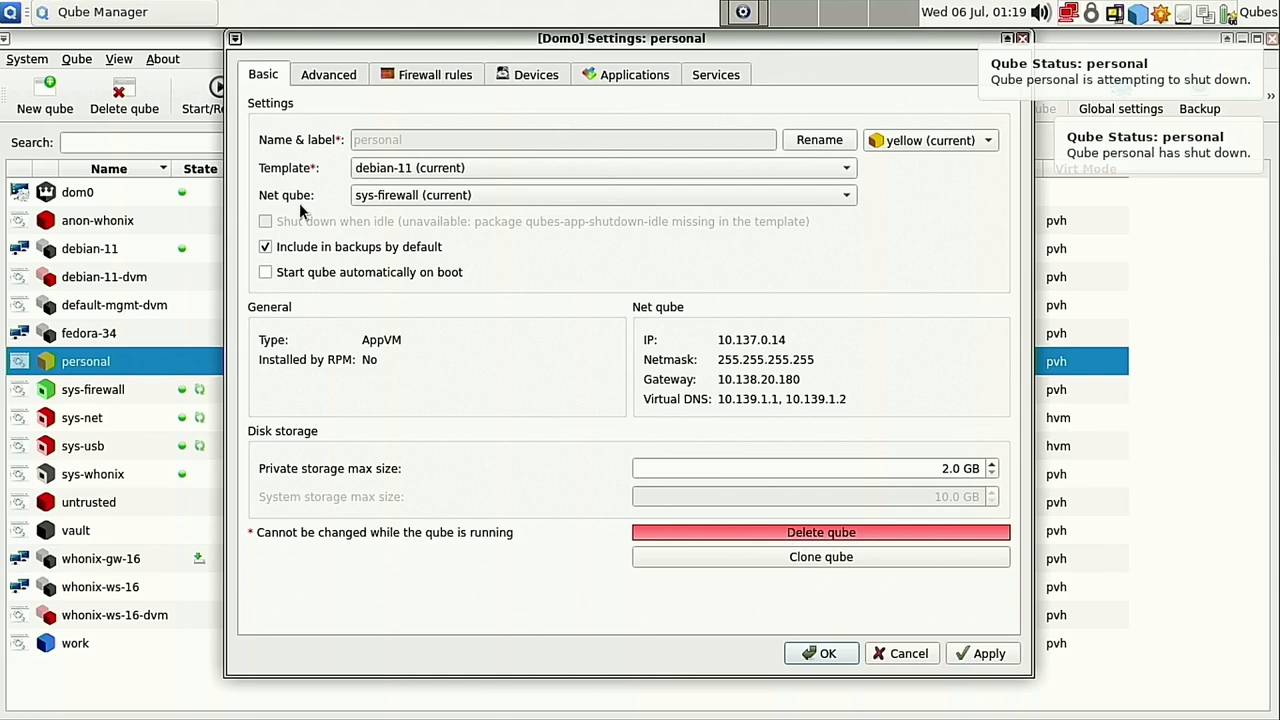 Qube Manager
Wed 06 Jul, 01:19
Qubes
[Dom0] Settings: personal
System Qube View About
Basic Advanced Firewall rules Devices Applications Services
Qube Status: personal
Qube personal is attempting to shut down.
New qube Delete qube Start/Re
Global settings Backup
Settings
Search:
Name & label*: personal Rename yellow (current)
Qube Status: personal
Qube personal has shut down.
Name State
Virt Mode
Template*: debian-11 (current)
Net qube: sys-firewall (current)
Shut down when idle (unavailable: package qubes-app-shutdown-idle missing in the template)
Include in backups by default
Start qube automatically on boot
General
Type: AppVM
Installed by RPM: No
Net qube
IP: 10.137.0.14
Netmask: 255.255.255.255
Gateway: 10.138.20.180
Virtual DNS: 10.139.1.1, 10.139.1.2
Disk storage
Private storage max size: 2.0 GB
System storage max size: 10.0 GB
* Cannot be changed while the qube is running
Delete qube
Clone qube
OK Cancel Apply
dom0
anon-whonix pvh
debian-11 pvh
debian-11-dvm pvh
default-mgmt-dvm pvh
fedora-34 pvh
personal pvh
sys-firewall pvh
sys-net hvm
sys-usb hvm
sys-whonix pvh
untrusted pvh
vault pvh
whonix-gw-16 pvh
whonix-ws-16 pvh
whonix-ws-16-dvm pvh
work pvh